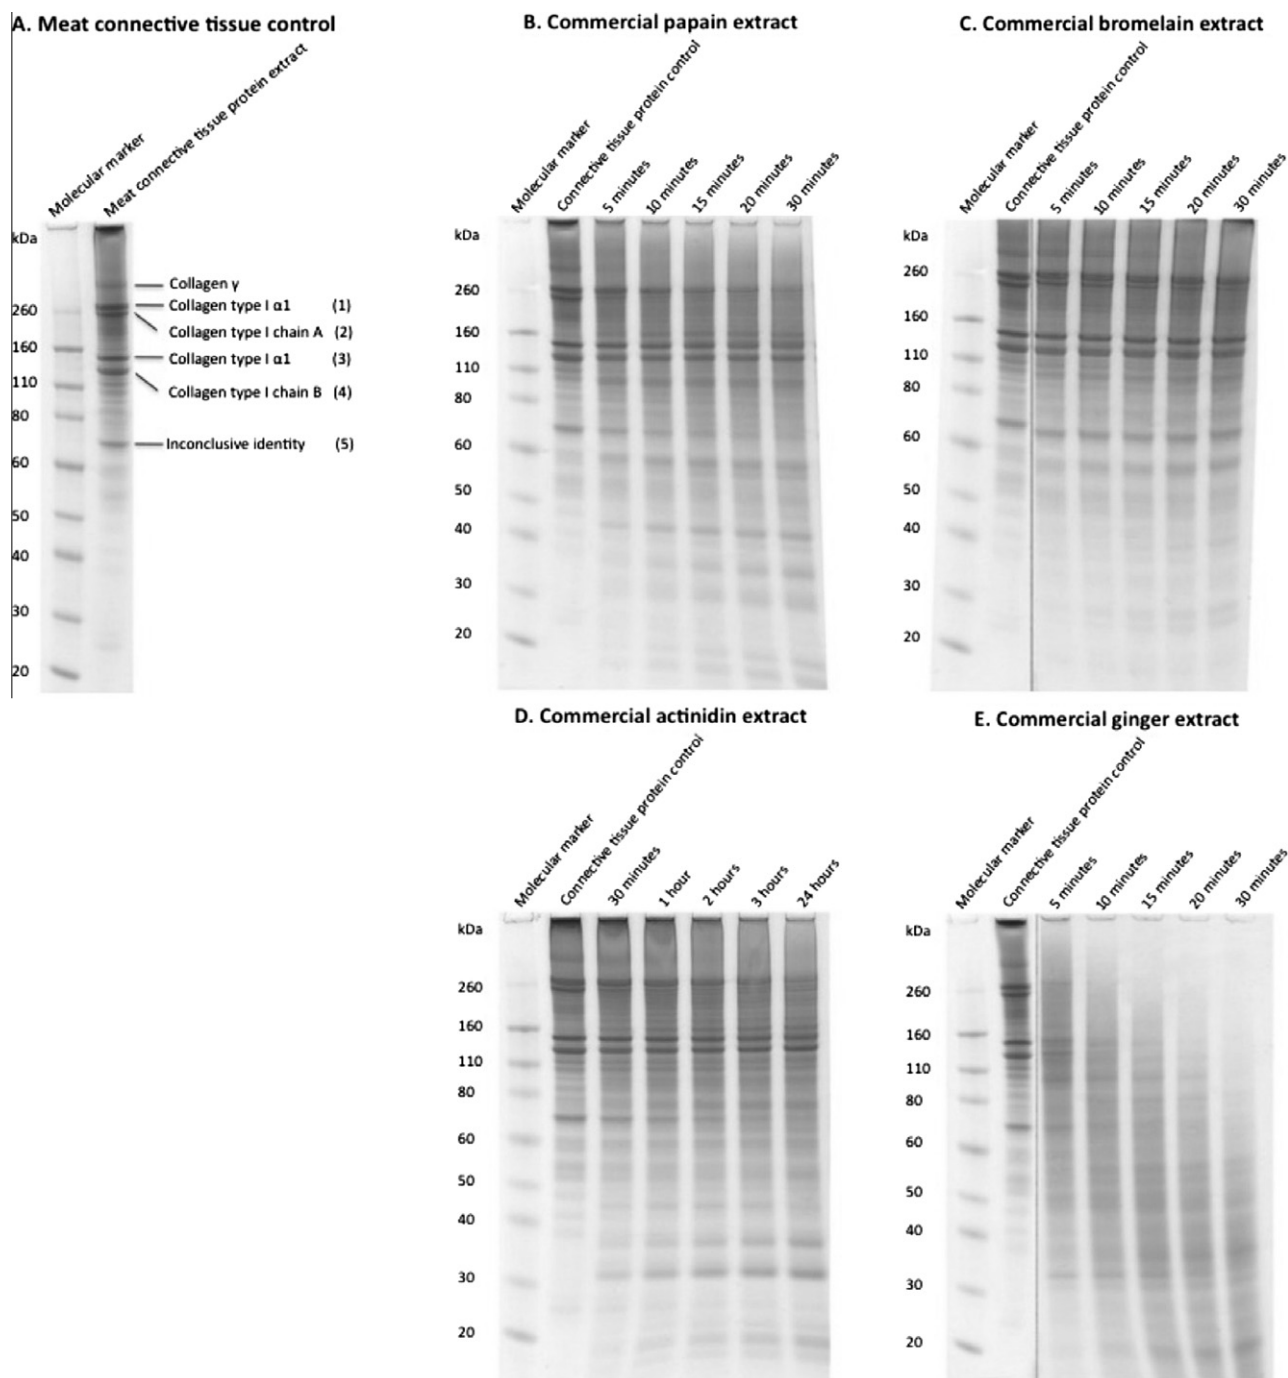 A. Meat connective tissue control
Molecular marker
Meat connective tissue protein extract
kDa
260
160
110
80
60
50
40
30
20
Collagen γ
Collagen type I α1 (1)
Collagen type I chain A (2)
Collagen type I α1 (3)
Collagen type I chain B (4)
Inconclusive identity (5)
B. Commercial papain extract
Molecular marker
Connective tissue protein control
5 minutes
10 minutes
15 minutes
20 minutes
30 minutes
kDa
260
160
110
80
60
50
40
30
20
C. Commercial bromelain extract
Molecular marker
Connective tissue protein control
5 minutes
10 minutes
15 minutes
20 minutes
30 minutes
kDa
260
160
110
80
60
50
40
30
20
D. Commercial actinidin extract
Molecular marker
Connective tissue protein control
30 minutes
1 hour
2 hours
3 hours
24 hours
kDa
260
160
110
80
60
50
40
30
20
E. Commercial ginger extract
Molecular marker
Connective tissue protein control
5 minutes
10 minutes
15 minutes
20 minutes
30 minutes
kDa
260
160
110
80
60
50
40
30
20